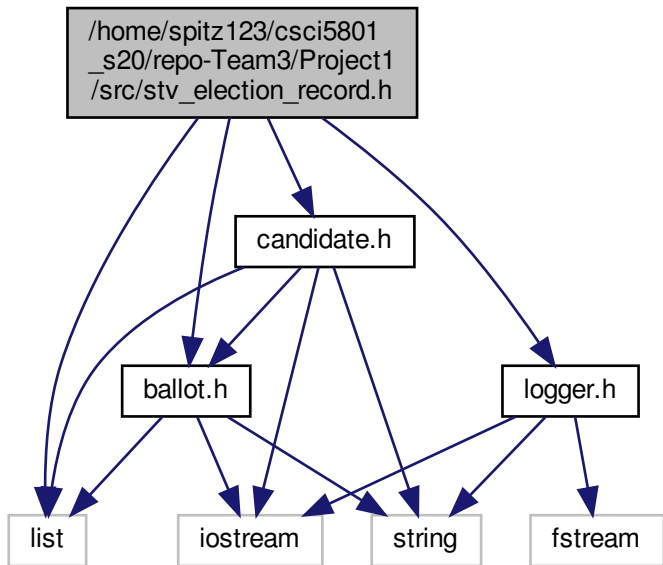 /home/spitz123/csci5801
_s20/repo-Team3/Project1
/src/stv_election_record.h
candidate.h
ballot.h
logger.h
list
iostream
string
fstream